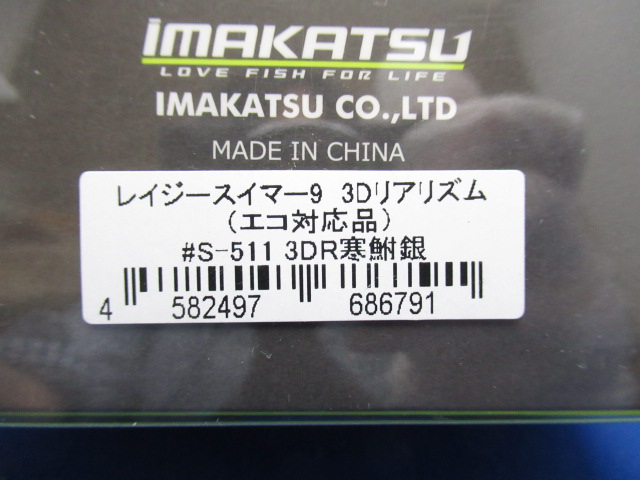 IMAKATSU
LOVE FISH FOR LIFE
IMAKATSU CO.,LTD
MADE IN CHINA
レイジースイマー9 3Dリアリズム
(エコ対応品)
#S-511 3DR寒鮒銀
4 582497 686791